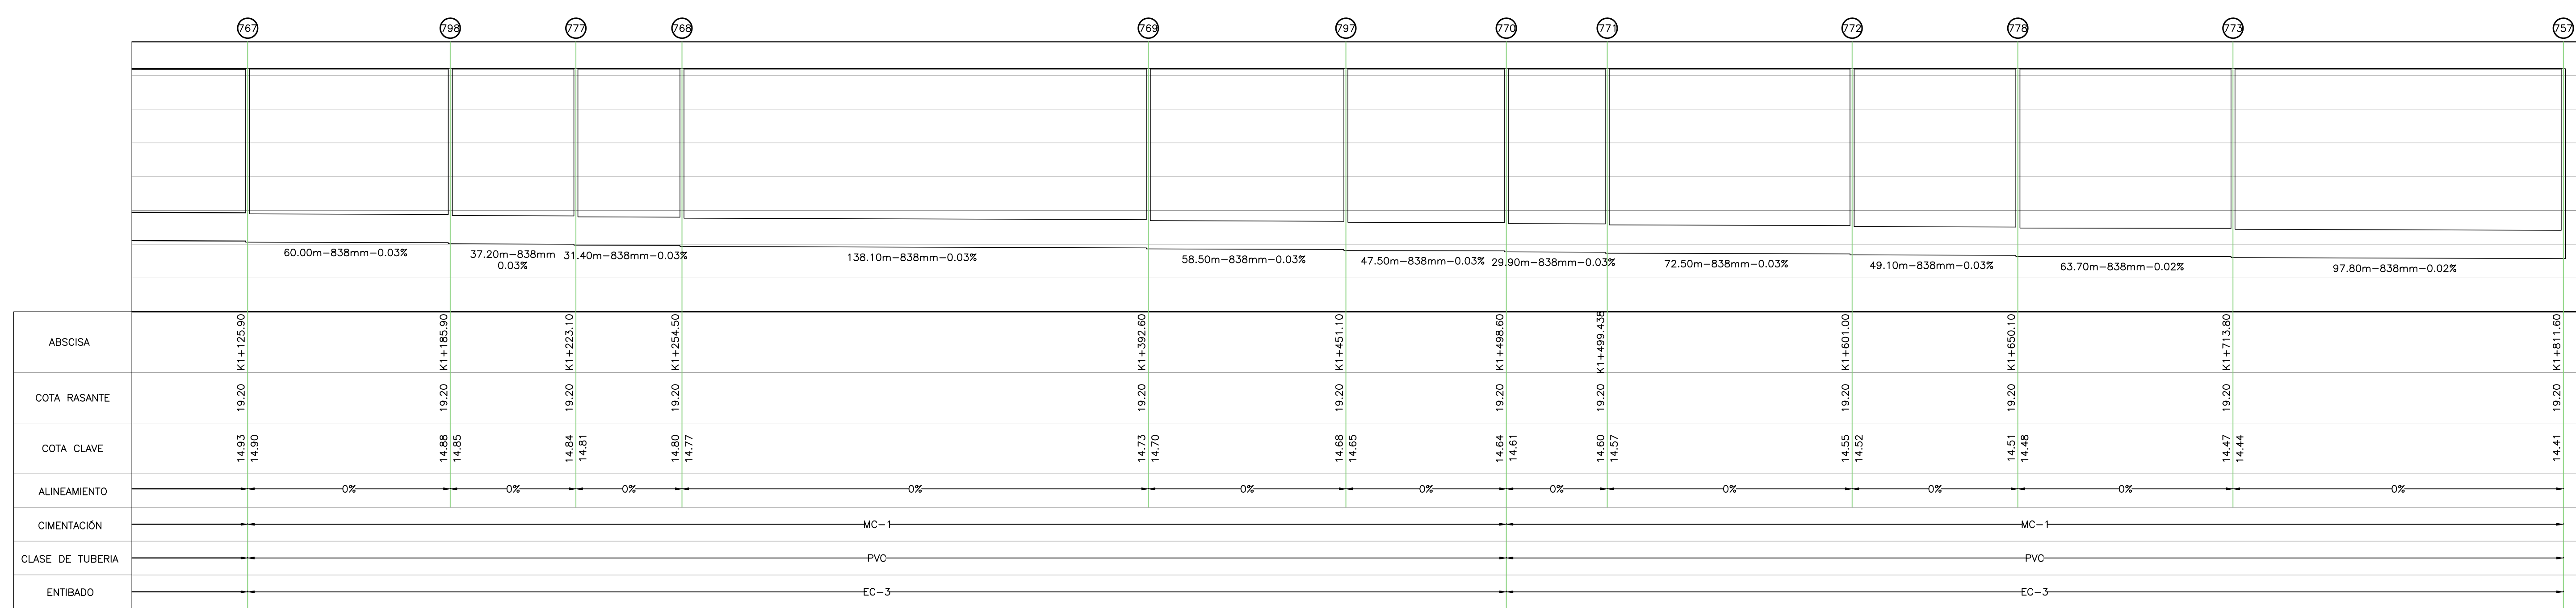 767 798 777 768 769 797 770 771 772 778 773 757
60.00m-838mm-0.03%
37.20m-838mm
0.03%
31.40m-838mm-0.03%
138.10m-838mm-0.03%
58.50m-838mm-0.03%
47.50m-838mm-0.03%
29.90m-838mm-0.03%
72.50m-838mm-0.03%
49.10m-838mm-0.03%
63.70m-838mm-0.02%
97.80m-838mm-0.02%
ABSCISA
K1+125.90
K1+185.90
K1+223.10
K1+254.50
K1+392.60
K1+451.10
K1+498.60
K1+499.438
K1+601.00
K1+650.10
K1+713.80
K1+811.60
COTA RASANTE
19.20
19.20
19.20
19.20
19.20
19.20
19.20
19.20
19.20
19.20
19.20
19.20
COTA CLAVE
14.93
14.90
14.88
14.85
14.84
14.81
14.80
14.77
14.73
14.70
14.68
14.65
14.64
14.61
14.60
14.57
14.55
14.52
14.51
14.48
14.47
14.44
14.41
ALINEAMIENTO 0% 0% 0% 0% 0% 0% 0% 0% 0% 0% 0%
CIMENTACIÓN MC-1 MC-1
CLASE DE TUBERIA PVC PVC
ENTIBADO EC-3 EC-3